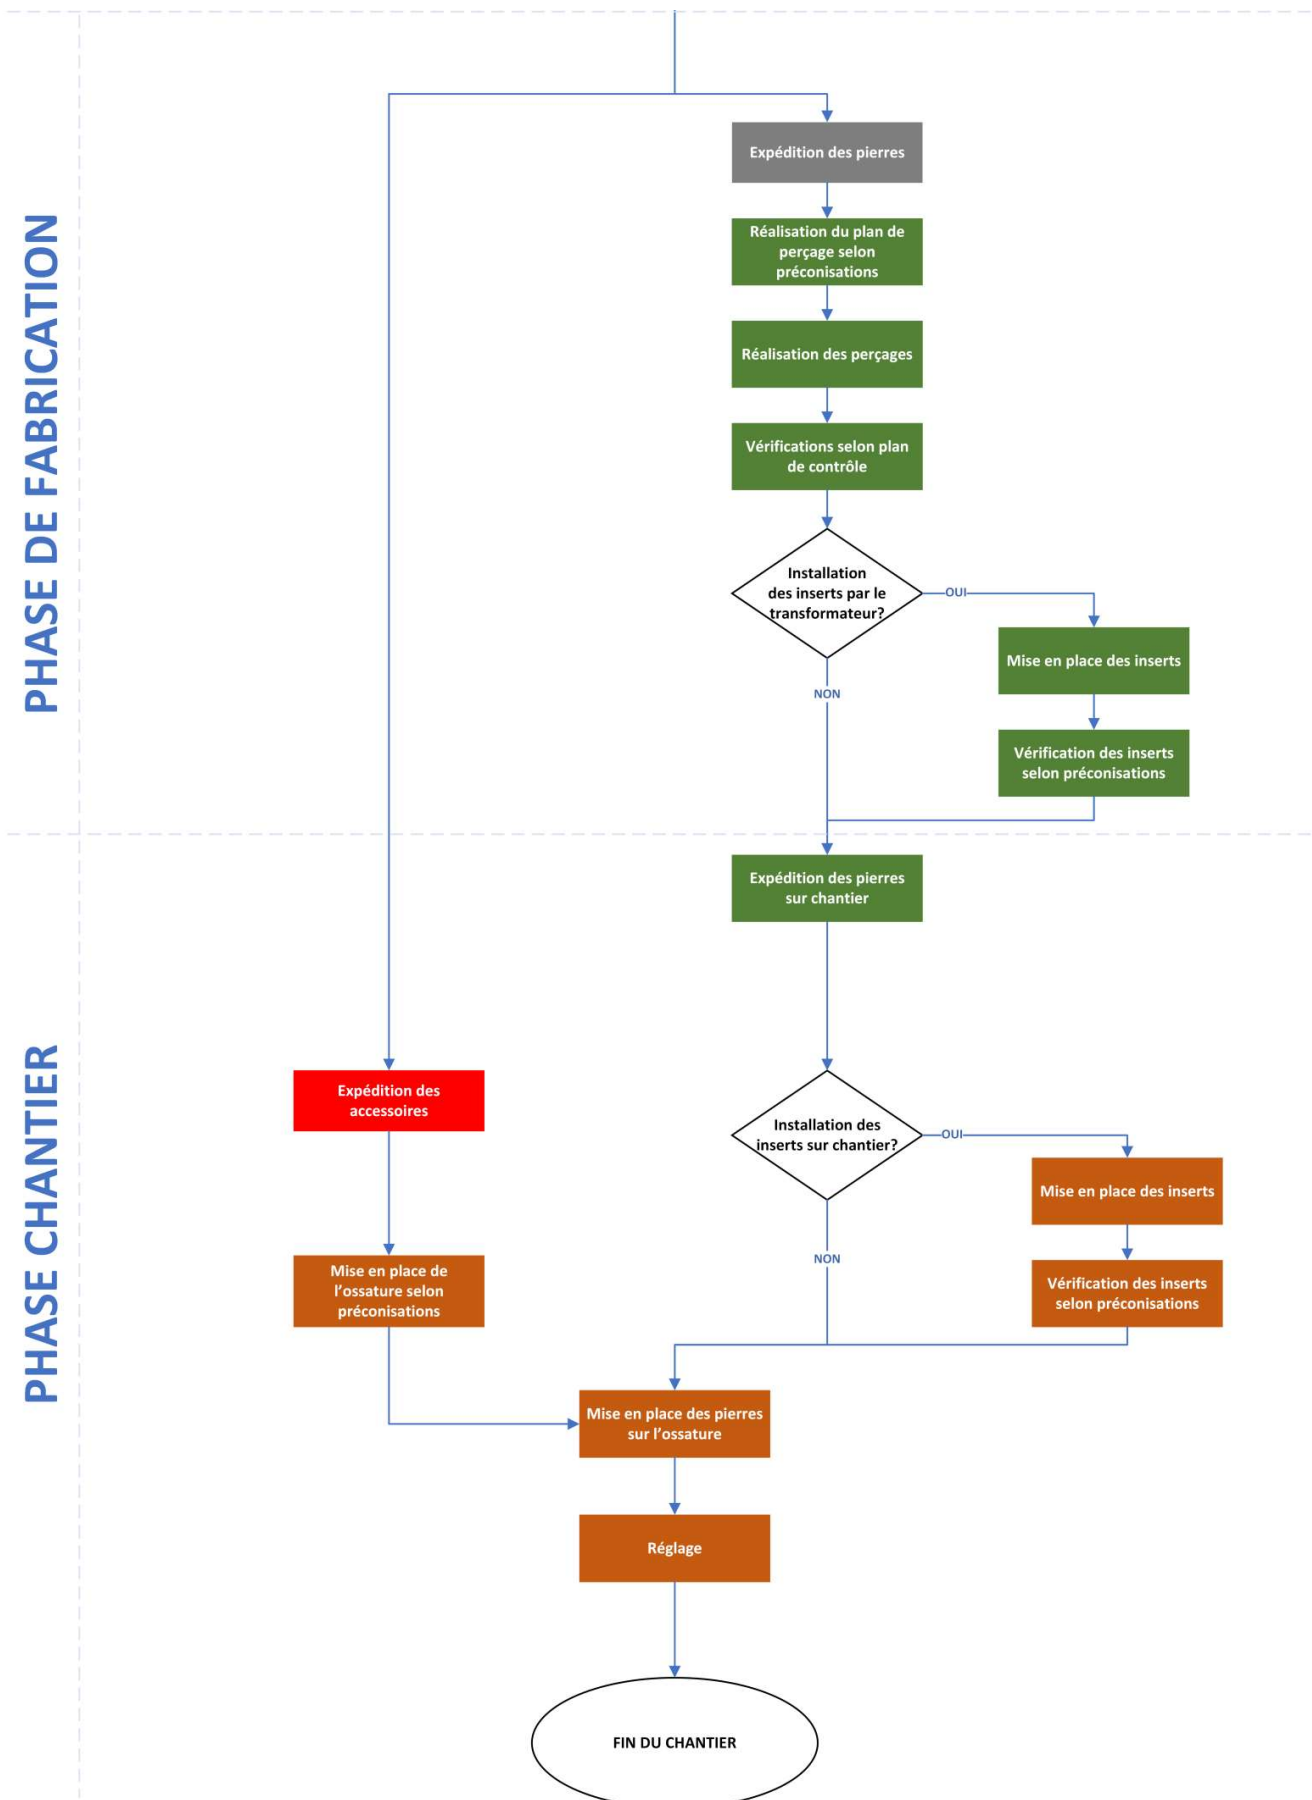 PHASE DE FABRICATION
Expédition des pierres
Réalisation du plan de
perçage selon
préconisations
Réalisation des perçages
Vérifications selon plan
de contrôle
Installation
des inserts par le
transformateur?
OUI
Mise en place des inserts
NON
Vérification des inserts
selon préconisations
PHASE CHANTIER
Expédition des pierres
sur chantier
Expédition des
accessoires
Installation des
inserts sur chantier?
OUI
Mise en place des inserts
NON
Mise en place de
l’ossature selon
préconisations
Vérification des inserts
selon préconisations
Mise en place des pierres
sur l’ossature
Réglage
FIN DU CHANTIER